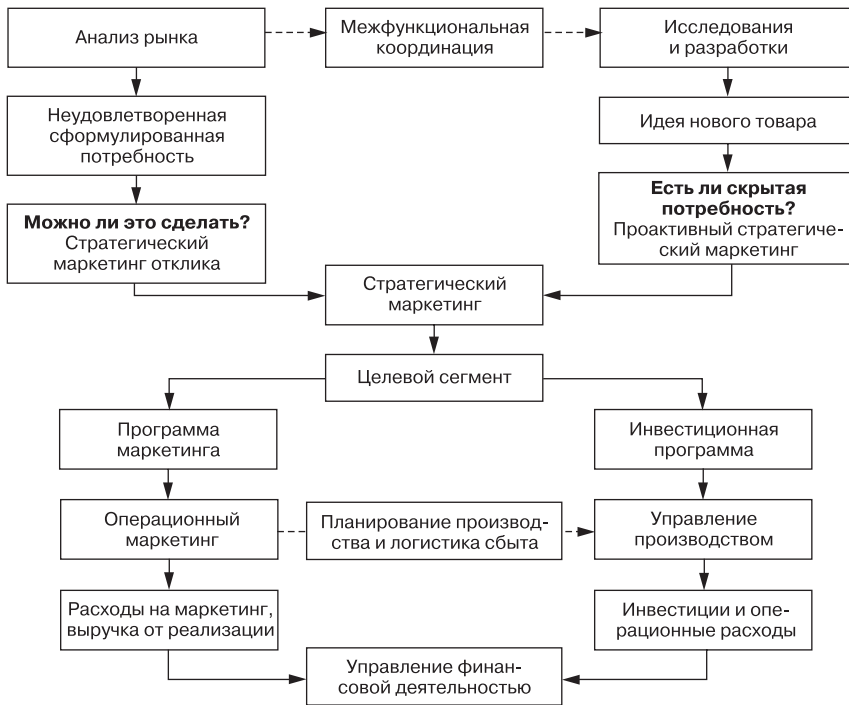 Анализ рынка
Межфункциональная
координация
Исследования
и разработки
Неудовлетворенная
сформулированная
потребность
Идея нового товара
Можно ли это сделать?
Стратегический
маркетинг отклика
Есть ли скрытая
потребность?
Проактивный стратегиче-
ский маркетинг
Стратегический
маркетинг
Целевой сегмент
Программа
маркетинга
Инвестиционная
программа
Операционный
маркетинг
Планирование производ-
ства и логистика сбыта
Управление
производством
Расходы на маркетинг,
выручка от реализации
Инвестиции и опе-
рационные расходы
Управление финан-
совой деятельностью